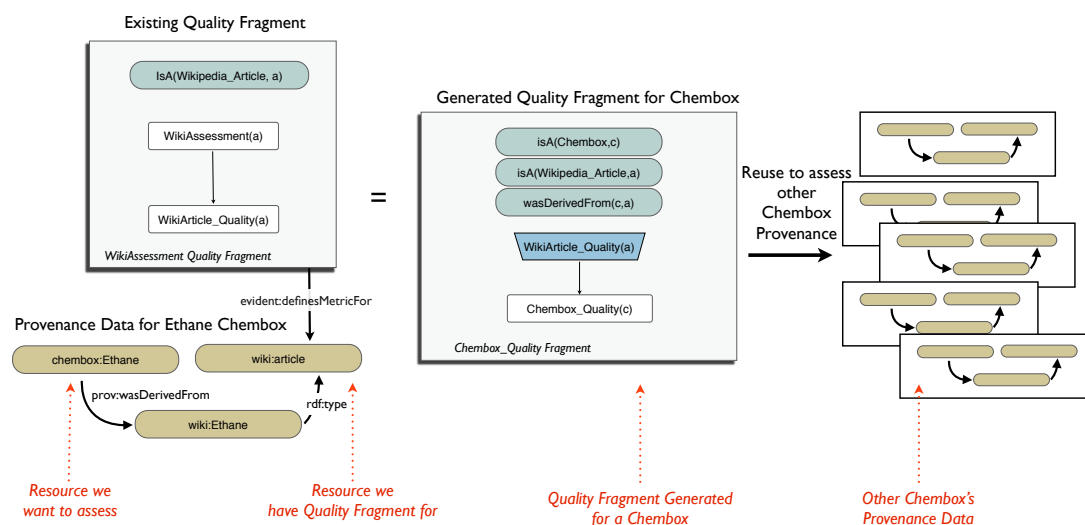 Existing Quality Fragment
IsA(Wikipedia_Article, a)
WikiAssessment(a)
WikiArticle_Quality(a)
WikiAssessment Quality Fragment
evident:definesMetricFor
Provenance Data for Ethane Chembox
chembox:Ethane
wiki:article
prov:wasDerivedFrom
rdf:type
wiki:Ethane
Resource we
want to assess
Resource we
have Quality Fragment for
=
Generated Quality Fragment for Chembox
isA(Chembox,c)
isA(Wikipedia_Article,a)
wasDerivedFrom(c,a)
WikiArticle_Quality(a)
Chembox_Quality(c)
Chembox_Quality Fragment
Quality Fragment Generated
for a Chembox
Reuse to assess
other
Chembox
Provenance
Other Chembox's
Provenance Data